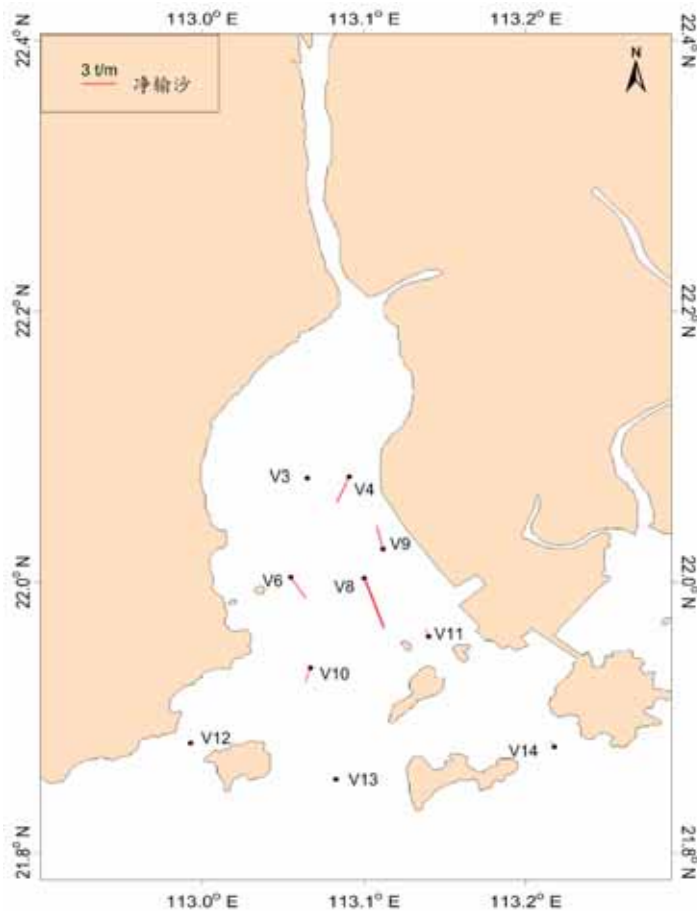 113.0° E 113.1° E 113.2° E
22.4° N 22.4° N
3 t/m
净输沙
N
22.2° N 22.2° N
V3
V4
V9
V6
V8
22.0° N 22.0° N
V11
V10
V12
V14
V13
21.8° N 21.8° N
113.0° E 113.1° E 113.2° E